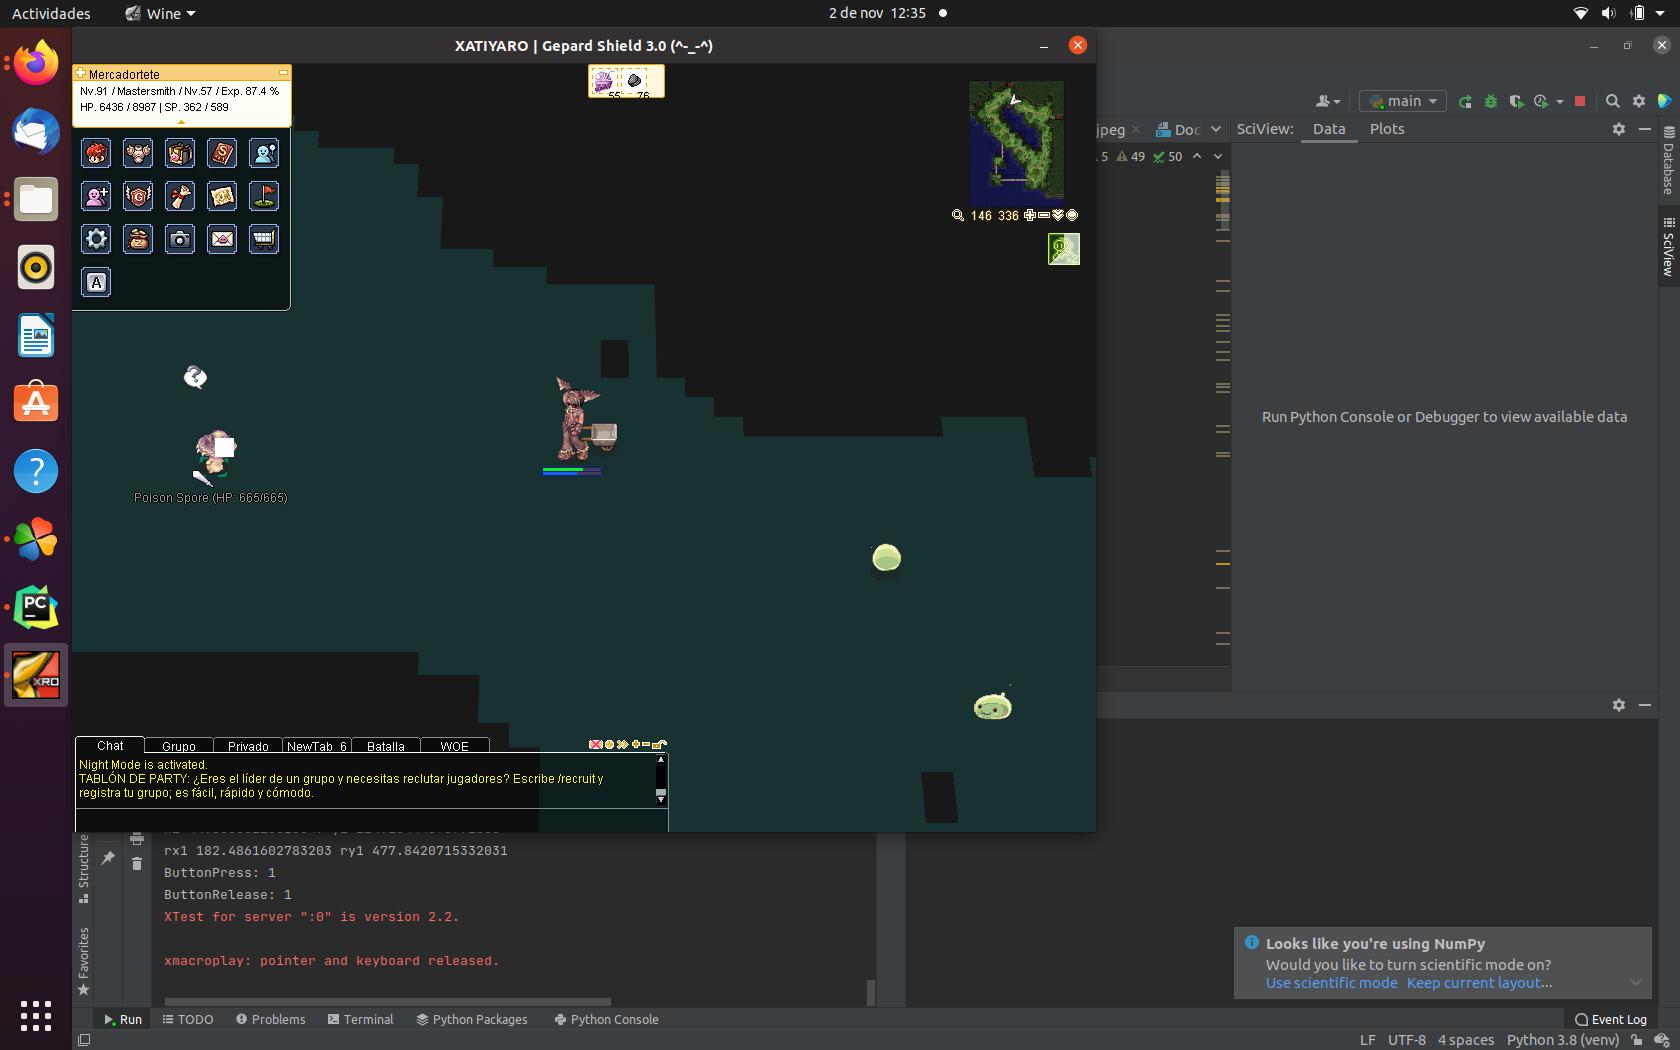 Actividades
Wine
2 de nov 12:35
XATIYARO | Gepard Shield 3.0 (^-_-^)
Mercadortete
Nv.91 / Mastersmith / Nv.57 / Exp. 87.4 %
HP. 6436 / 8987 | SP. 362 / 589
55 76
A
146 336
x2
Poison Spore (HP: 665/665)
Chat Grupo Privado NewTab_6 Batalla WOE
Night Mode is activated.
TABLÓN DE PARTY: ¿Eres el líder de un grupo y necesitas reclutar jugadores? Escribe /recruit y
registra tu grupo; es fácil, rápido y cómodo.
main
jpeg
Doc
SciView: Data Plots
5 49 50
Database
SciView
Run Python Console or Debugger to view available data
PC
XRO
rx1 182.4861602783203 ry1 477.8420715332031
ButtonPress: 1
ButtonRelease: 1
XTest for server ":0" is version 2.2.
xmacroplay: pointer and keyboard released.
Structure
Favorites
Looks like you're using NumPy
Would you like to turn scientific mode on?
Use scientific mode Keep current layout...
Run TODO Problems Terminal Python Packages Python Console
Event Log
LF UTF-8 4 spaces Python 3.8 (venv)